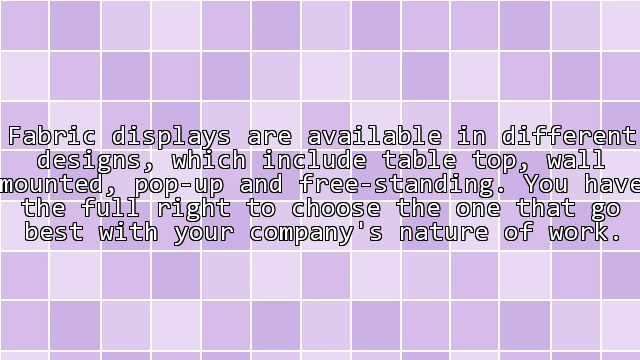 Fabric displays are available in different
designs, which include table top, wall
mounted, pop-up and free-standing. You have
the full right to choose the one that go
best with your company's nature of work.